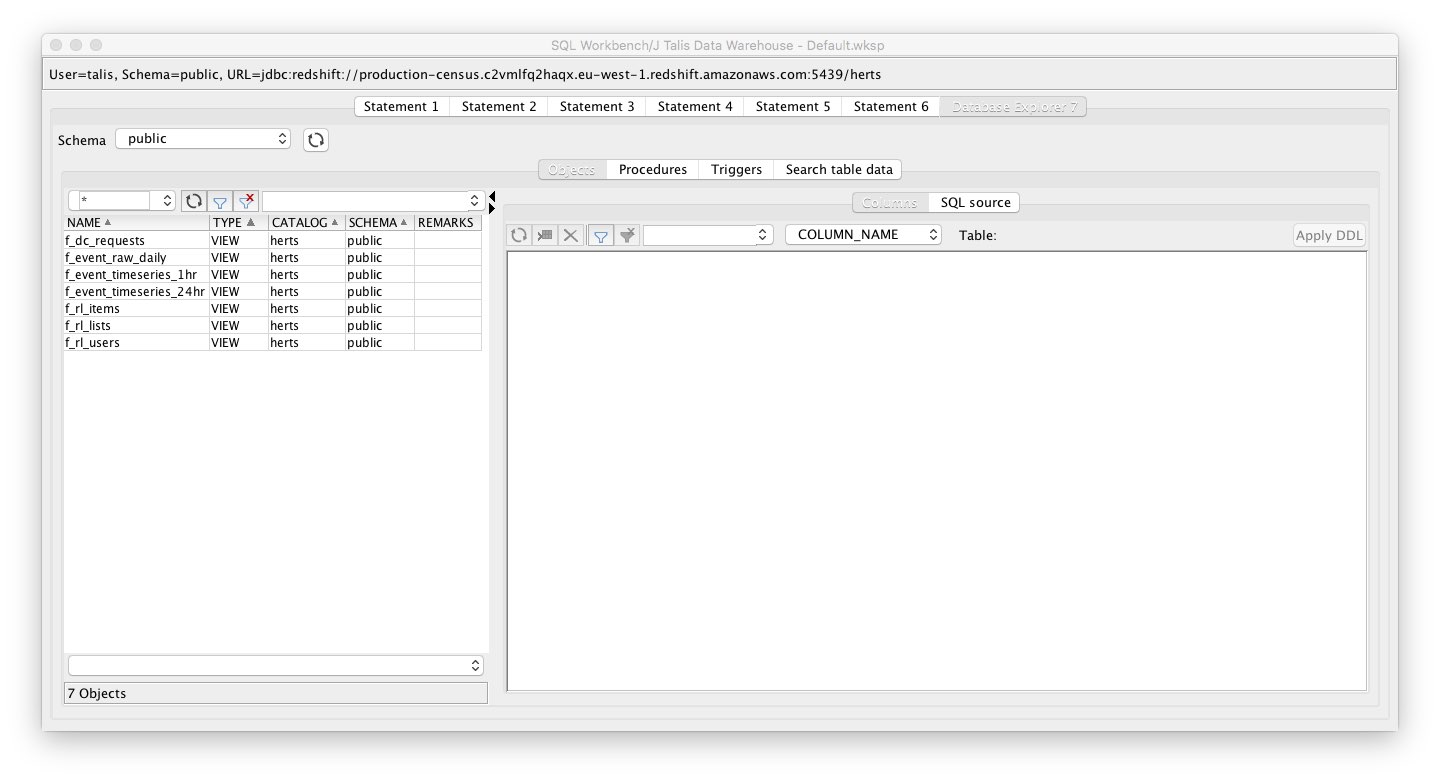 SQL Workbench/J Talis Data Warehouse - Default.wksp
User=talis, Schema=public, URL=jdbc:redshift://production-census.c2vmlfq2haqx.eu-west-1.redshift.amazonaws.com:5439/herts
Statement 1 Statement 2 Statement 3 Statement 4 Statement 5 Statement 6 Database Explorer 7
Schema public
Objects Procedures Triggers Search table data
*
Columns SQL source
NAME TYPE CATALOG SCHEMA REMARKS
COLUMN_NAME Table: Apply DDL
f_dc_requests VIEW herts public
f_event_raw_daily VIEW herts public
f_event_timeseries_1hr VIEW herts public
f_event_timeseries_24hr VIEW herts public
f_rl_items VIEW herts public
f_rl_lists VIEW herts public
f_rl_users VIEW herts public
7 Objects